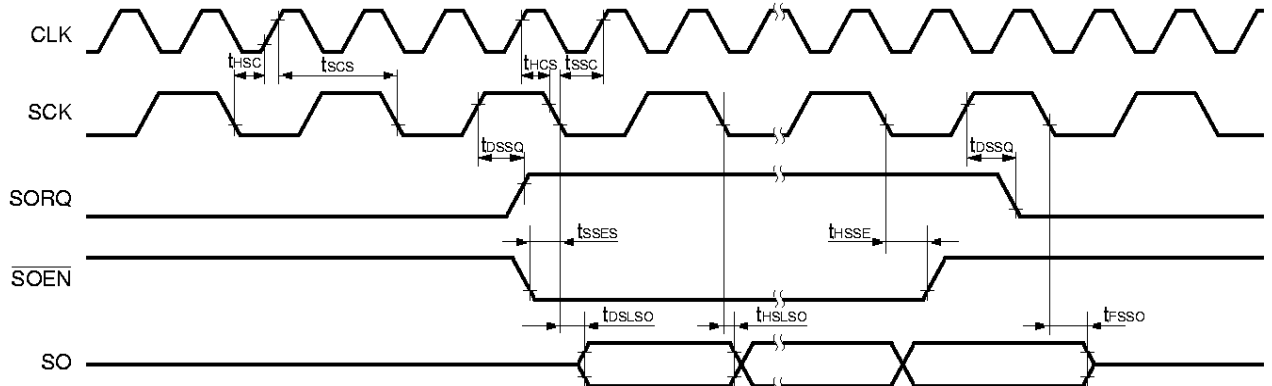 CLK
tHSC tSCS tHCS tSSC
SCK
tDSSQ tDSSQ
SORQ
tSSES tHSSE
SOEN
tDSLSO tHSLSO tFSSO
SO